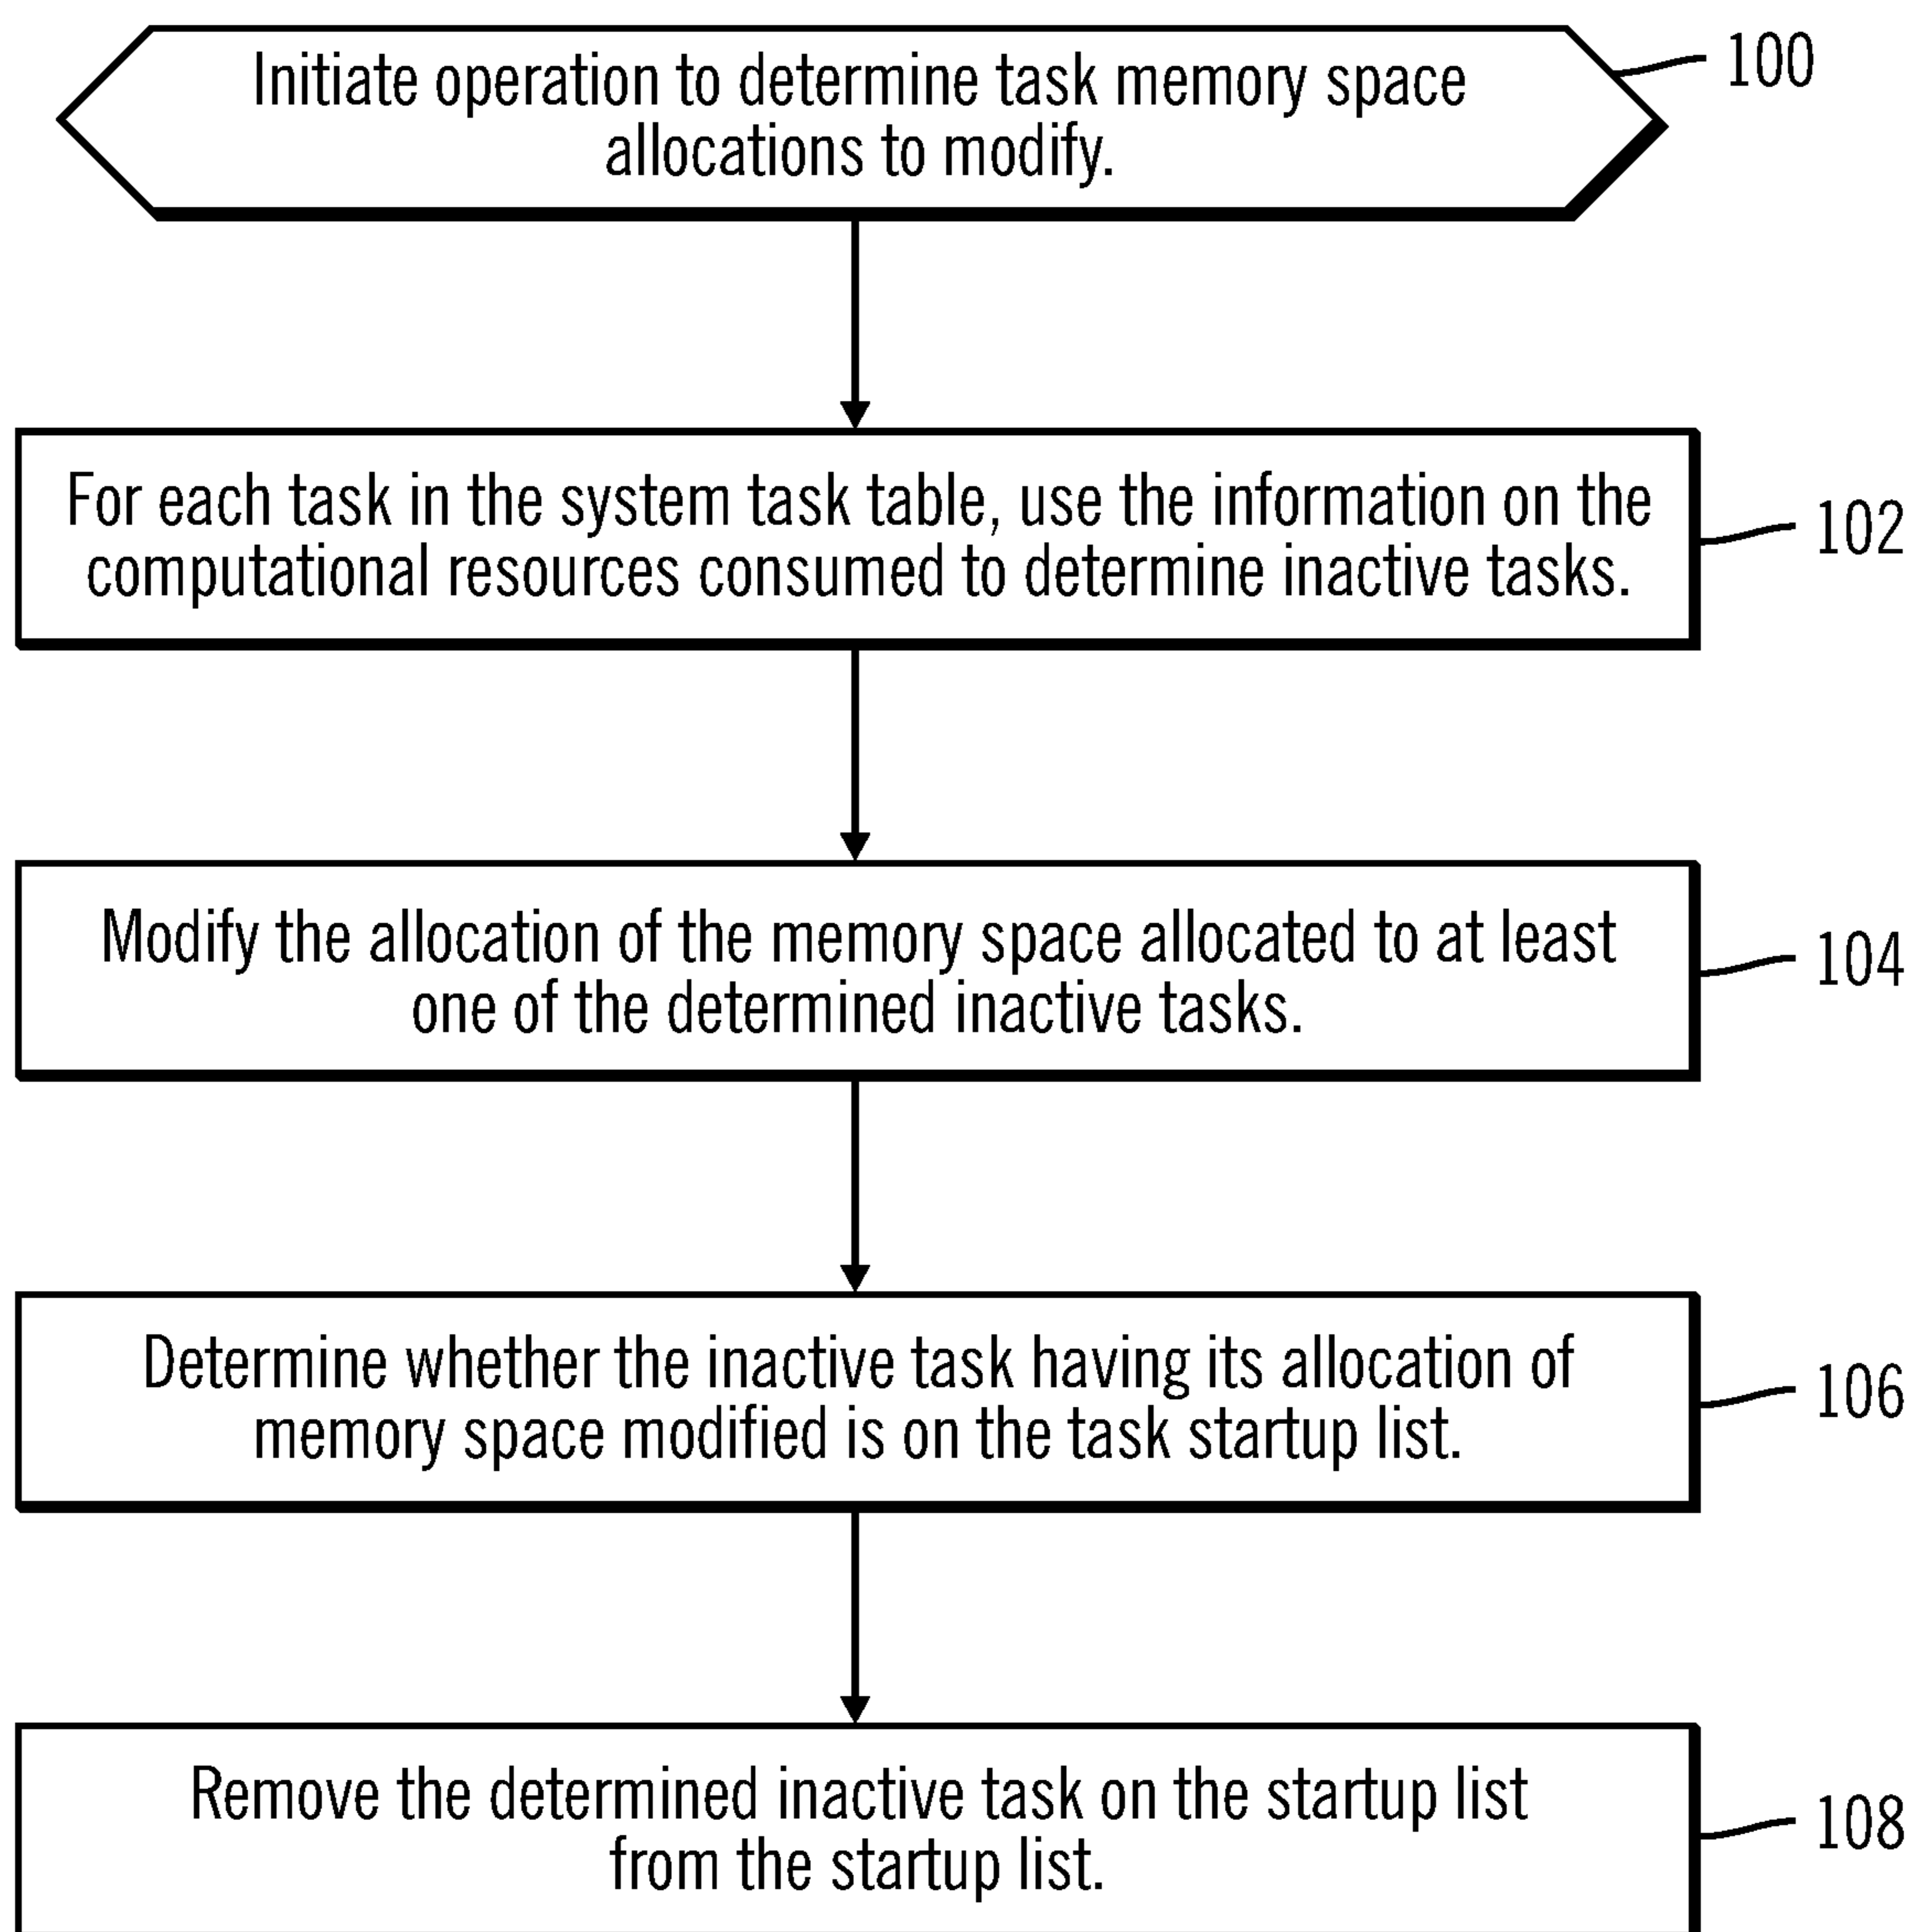 Initiate operation to determine task memory space
allocations to modify.
100
For each task in the system task table, use the information on the
computational resources consumed to determine inactive tasks.
102
Modify the allocation of the memory space allocated to at least
one of the determined inactive tasks.
104
Determine whether the inactive task having its allocation of
memory space modified is on the task startup list.
106
Remove the determined inactive task on the startup list
from the startup list.
108